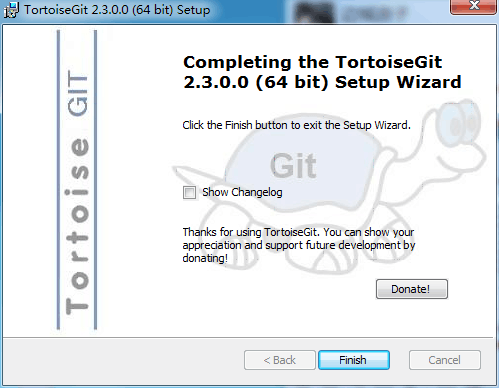 TortoiseGit 2.3.0.0 (64 bit) Setup
Completing the TortoiseGit
2.3.0.0 (64 bit) Setup Wizard
Click the Finish button to exit the Setup Wizard.
Git
Show Changelog
Thanks for using TortoiseGit. You can show your
appreciation and support future development by
donating!
Donate!
Tortoise GIT
< Back
Finish
Cancel